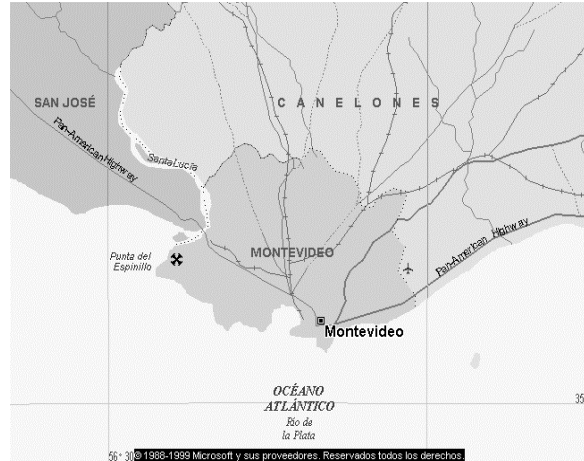 SAN JOSÉ
CANELONES
Pan-American Highway
Santa Lucía
Punta del
Espinillo
MONTEVIDEO
Pan-American Highway
Montevideo
OCÉANO
ATLÁNTICO
Río de
la Plata
35
56° 30
© 1988-1999 Microsoft y sus proveedores. Reservados todos los derechos.